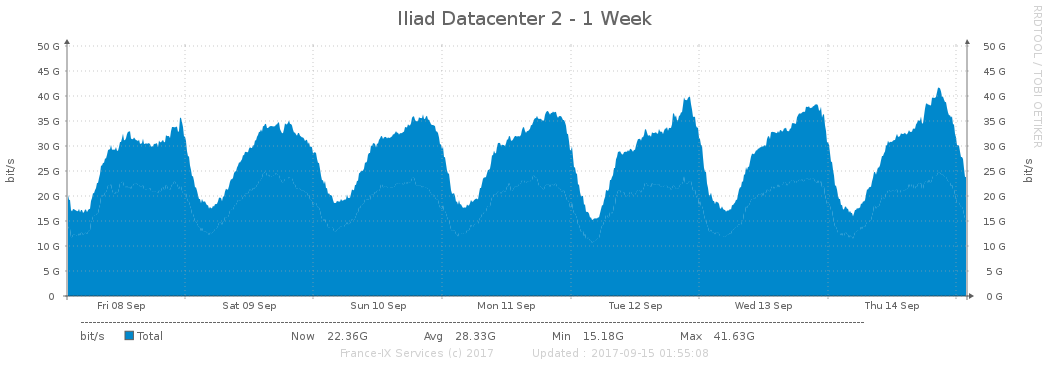 Iliad Datacenter 2 - 1 Week
RRDTOOL / TOBI OETIKER
50 G 50 G
45 G 45 G
40 G 40 G
35 G 35 G
30 G 30 G
25 G 25 G
20 G 20 G
15 G 15 G
10 G 10 G
5 G 5 G
0 0 G
bit/s bit/s
Fri 08 Sep Sat 09 Sep Sun 10 Sep Mon 11 Sep Tue 12 Sep Wed 13 Sep Thu 14 Sep
bit/s Total Now 22.36G Avg 28.33G Min 15.18G Max 41.63G
France-IX Services (c) 2017 Updated : 2017-09-15 01:55:08